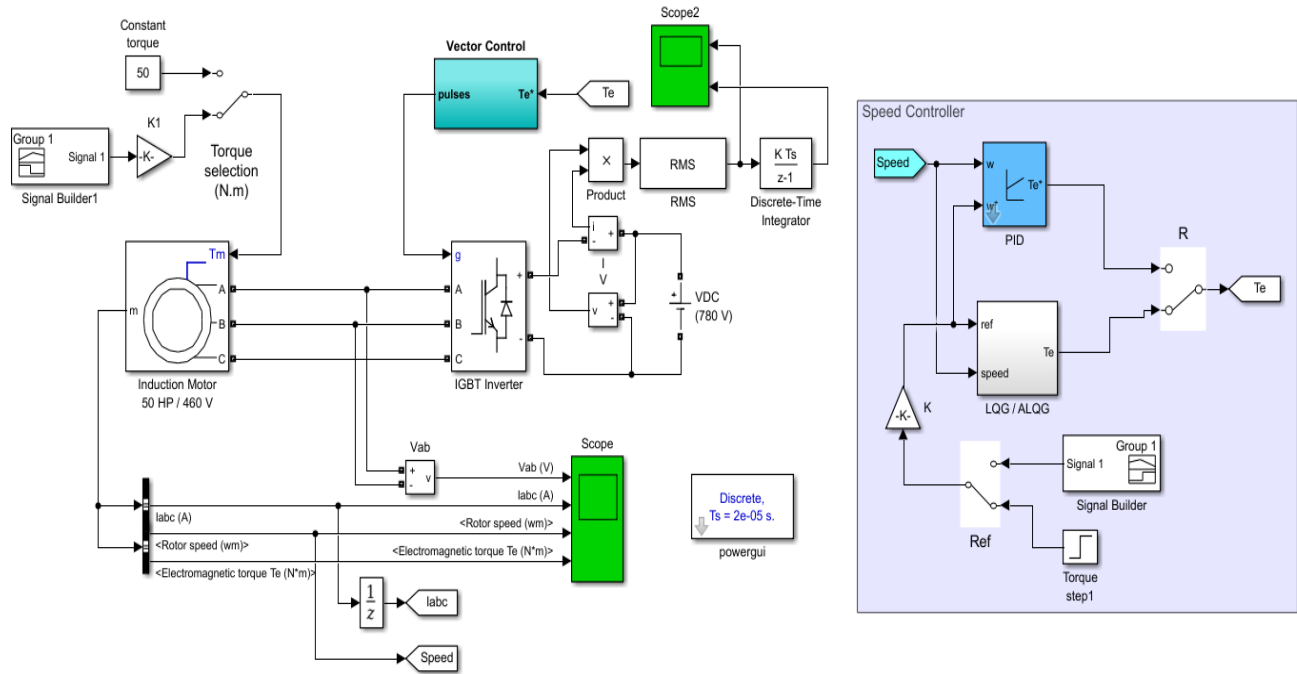 Constant
torque
50
Group 1
Signal 1
Signal Builder1
K1
-K-
Torque
selection
(N.m)
Vector Control
pulses
Te*
Te
Scope2
×
Product
RMS
RMS
K Ts
z-1
Discrete-Time
Integrator
Tm
m
A
B
C
Induction Motor
50 HP / 460 V
g
A
B
C
+
-
IGBT Inverter
i
+
-
I
V
v
+
-
+
VDC
(780 V)
Vab
+
-
v
Scope
Vab (V)
Iabc (A)
<Rotor speed (wm)>
<Electromagnetic torque Te (N*m)>
Iabc (A)
<Rotor speed (wm)>
<Electromagnetic torque Te (N*m)>
1
z
Iabc
Speed
Discrete,
Ts = 2e-05 s.
powergui
Speed Controller
Speed
w
Te*
w*
PID
R
Te
ref
Te
speed
LQG / ALQG
-K-
K
Ref
Group 1
Signal 1
Signal Builder
Torque
step1